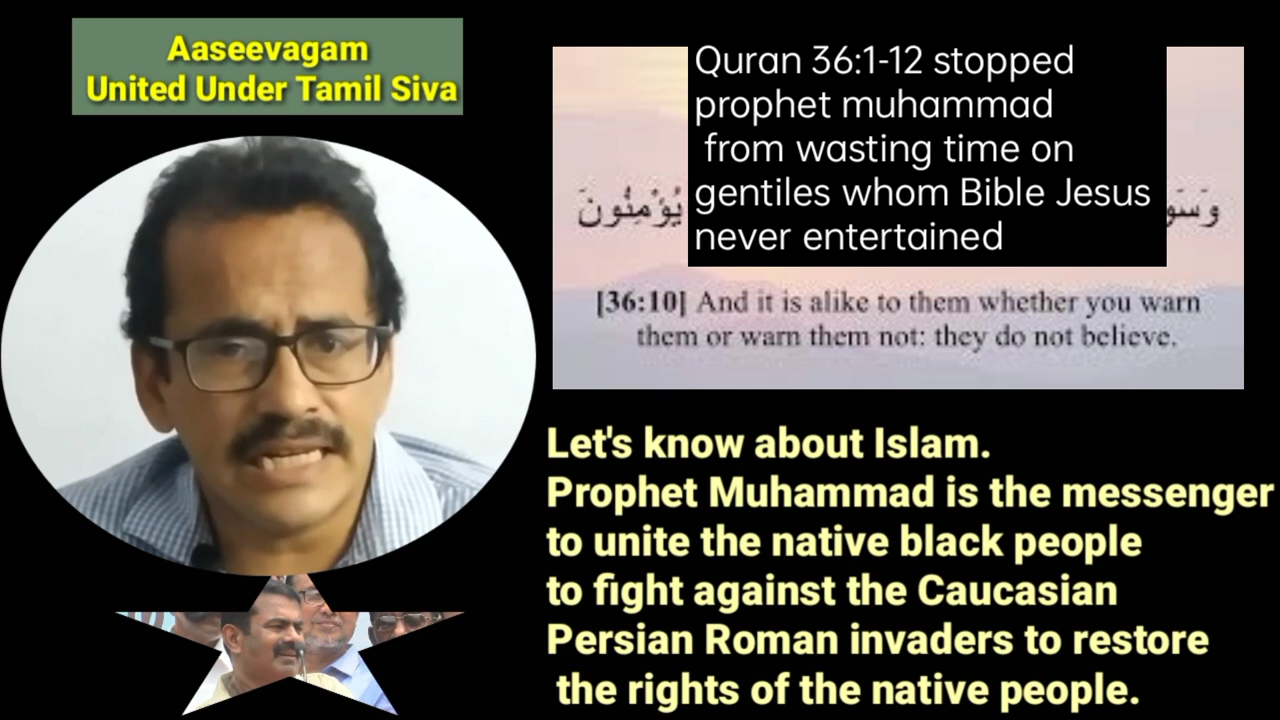 Aaseevagam
United Under Tamil Siva
Quran 36:1-12 stopped
prophet muhammad
from wasting time on
gentiles whom Bible Jesus
never entertained
يُؤْمِنُونَ
[36:10] And it is alike to them whether you warn
them or warn them not: they do not believe.
Let's know about Islam.
Prophet Muhammad is the messenger
to unite the native black people
to fight against the Caucasian
Persian Roman invaders to restore
the rights of the native people.